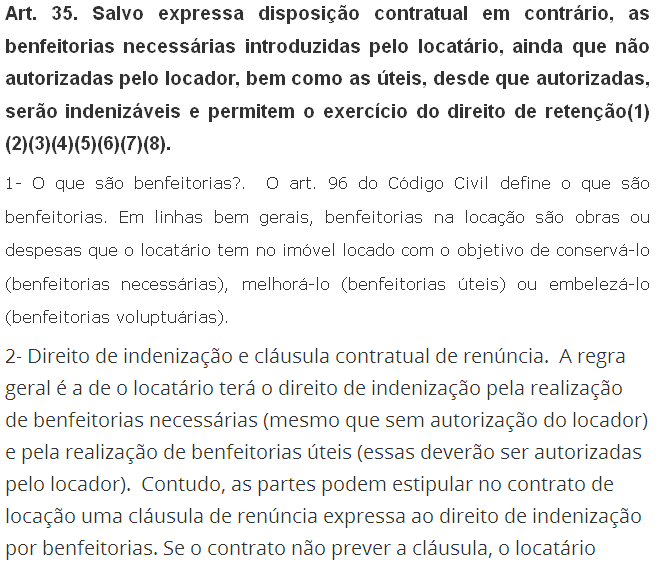 Art. 35. Salvo expressa disposição contratual em contrário, as
benfeitorias necessárias introduzidas pelo locatário, ainda que não
autorizadas pelo locador, bem como as úteis, desde que autorizadas,
serão indenizáveis e permitem o exercício do direito de retenção(1)
(2)(3)(4)(5)(6)(7)(8).
1- O que são benfeitorias?. O art. 96 do Código Civil define o que são
benfeitorias. Em linhas bem gerais, benfeitorias na locação são obras ou
despesas que o locatário tem no imóvel locado com o objetivo de conservá-lo
(benfeitorias necessárias), melhorá-lo (benfeitorias úteis) ou embelezá-lo
(benfeitorias voluptuárias).
2- Direito de indenização e cláusula contratual de renúncia. A regra
geral é a de o locatário terá o direito de indenização pela realização
de benfeitorias necessárias (mesmo que sem autorização do locador)
e pela realização de benfeitorias úteis (essas deverão ser autorizadas
pelo locador). Contudo, as partes podem estipular no contrato de
locação uma cláusula de renúncia expressa ao direito de indenização
por benfeitorias. Se o contrato não prever a cláusula, o locatário